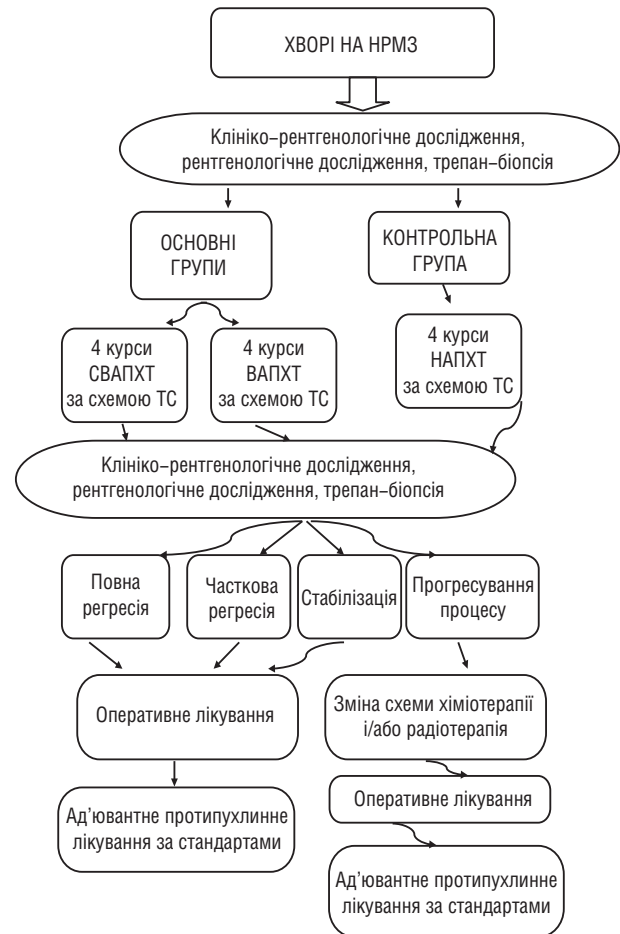 ХВОРІ НА НРМЗ
Клініко–рентгенологічне дослідження,
рентгенологічне дослідження, трепан–біопсія
ОСНОВНІ
ГРУПИ
КОНТРОЛЬНА
ГРУПА
4 курси
СВАПХТ
за схемою ТС
4 курси
ВАПХТ
за схемою ТС
4 курси
НАПХТ
за схемою ТС
Клініко–рентгенологічне дослідження,
рентгенологічне дослідження, трепан–біопсія
Повна
регресія
Часткова
регресія
Стабілізація
Прогресування
процесу
Оперативне лікування
Зміна схеми хіміотерапії
і/або радіотерапія
Оперативне лікування
Ад’ювантне протипухлинне
лікування за стандартами
Ад’ювантне протипухлинне
лікування за стандартами